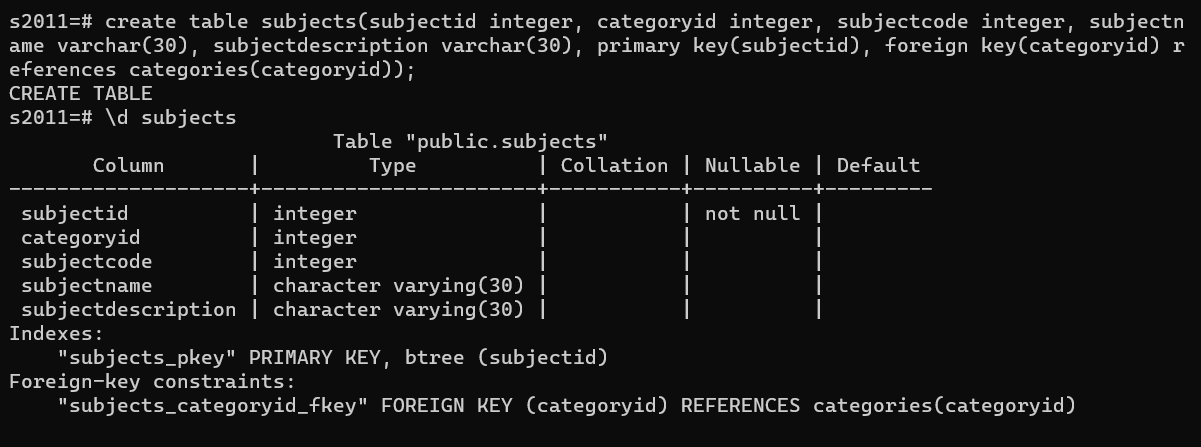 s2011=# create table subjects(subjectid integer, categoryid integer, subjectcode integer, subjectn
ame varchar(30), subjectdescription varchar(30), primary key(subjectid), foreign key(categoryid) r
eferences categories(categoryid));
CREATE TABLE
s2011=# \d subjects
                           Table "public.subjects"
       Column       |         Type          | Collation | Nullable | Default
--------------------+-----------------------+-----------+----------+---------
 subjectid          | integer               |           | not null |
 categoryid         | integer               |           |          |
 subjectcode        | integer               |           |          |
 subjectname        | character varying(30) |           |          |
 subjectdescription | character varying(30) |           |          |
Indexes:
    "subjects_pkey" PRIMARY KEY, btree (subjectid)
Foreign-key constraints:
    "subjects_categoryid_fkey" FOREIGN KEY (categoryid) REFERENCES categories(categoryid)